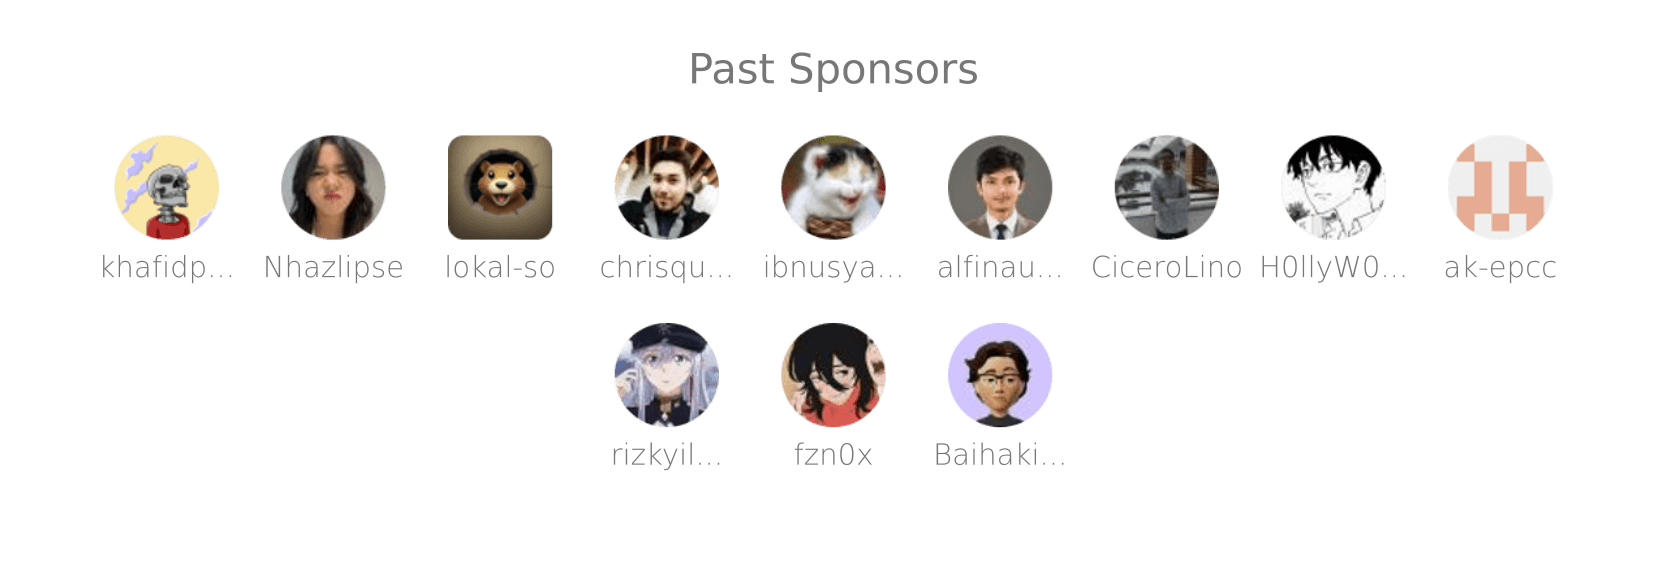 Past Sponsors
khafidp... Nhazlipse lokal-so chrisqu... ibnusya... alfinau... CiceroLino H0llyW0... ak-epcc
rizkyil... fzn0x Baihaki...